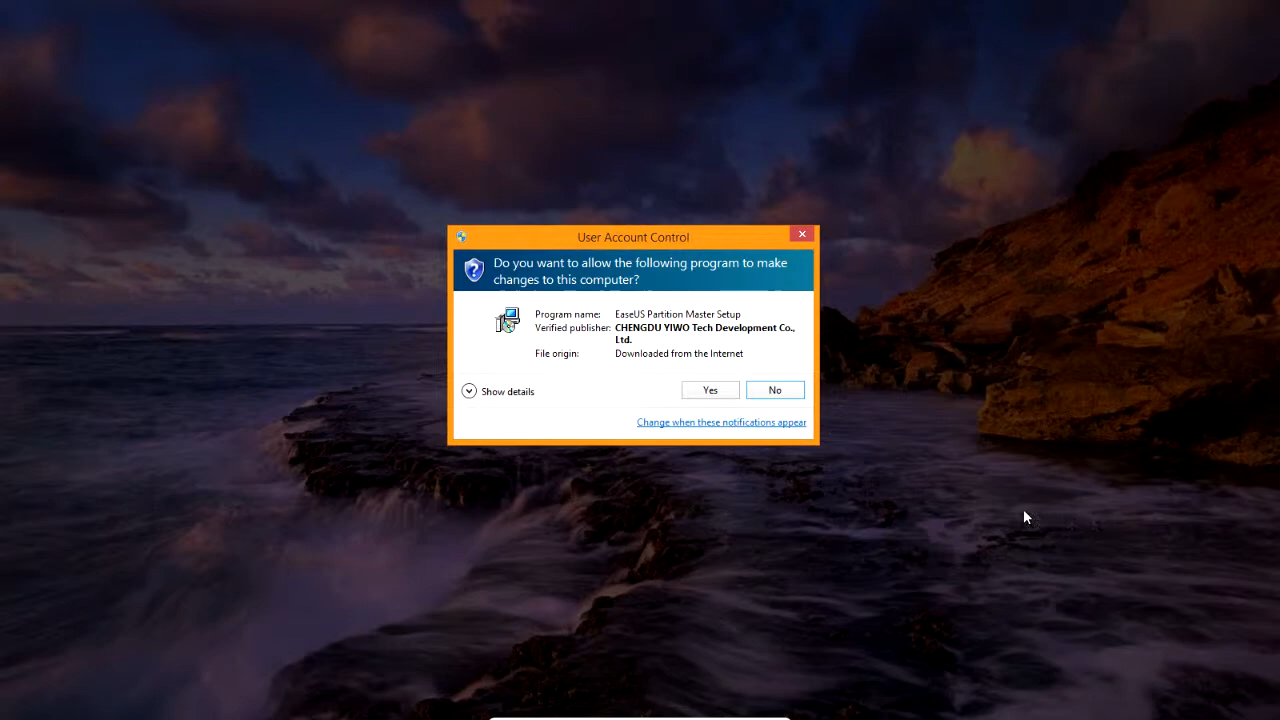 User Account Control
Do you want to allow the following program to make
changes to this computer?
Program name: EaseUS Partition Master Setup
Verified publisher: CHENGDU YIWO Tech Development Co.,
Ltd.
File origin: Downloaded from the Internet
Show details
Yes
No
Change when these notifications appear